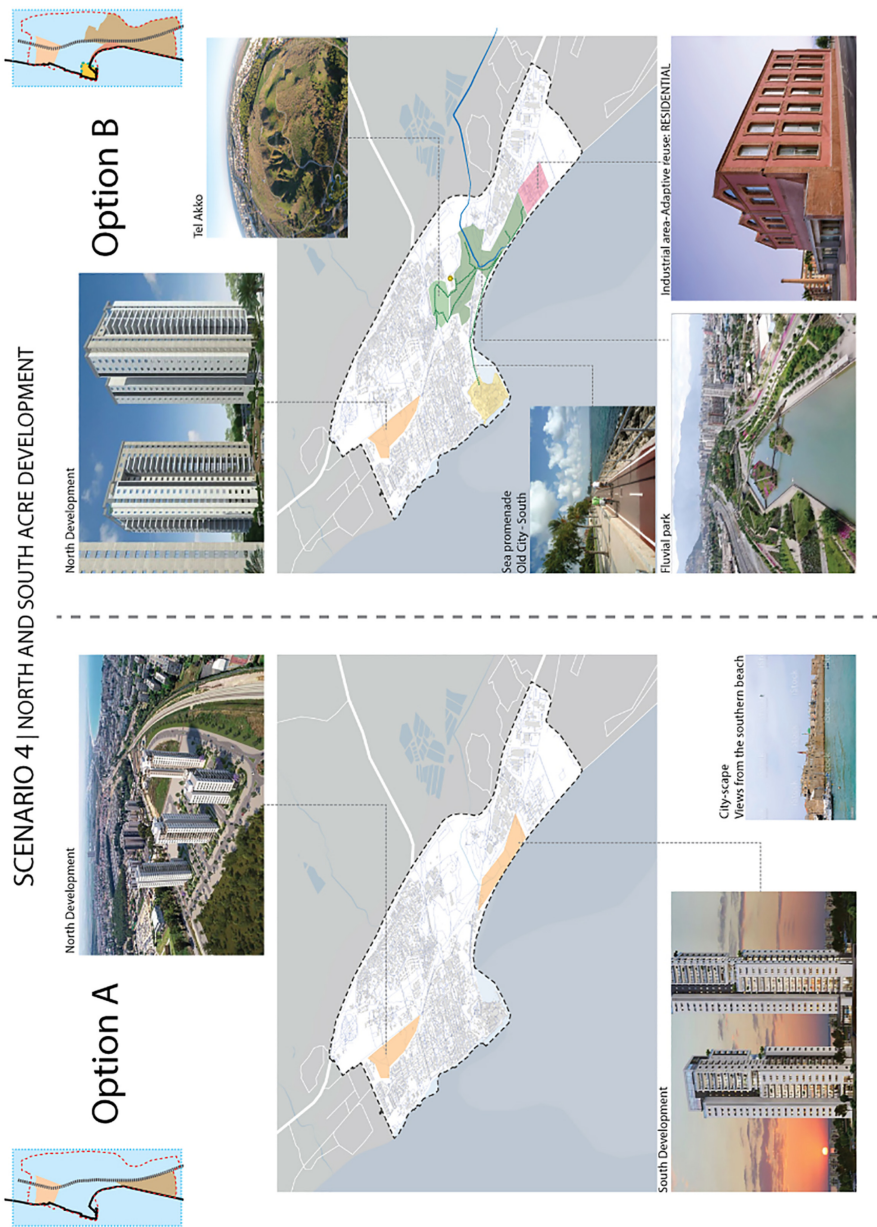 SCENARIO 4 | NORTH AND SOUTH ACRE DEVELOPMENT
Option A
North Development
South Development
City-scape
Views from the southern beach
Option B
North Development
Tel Akko
Sea promenade
Old City - South
Fluvial park
Industrial area- Adaptive reuse: RESIDENTIAL